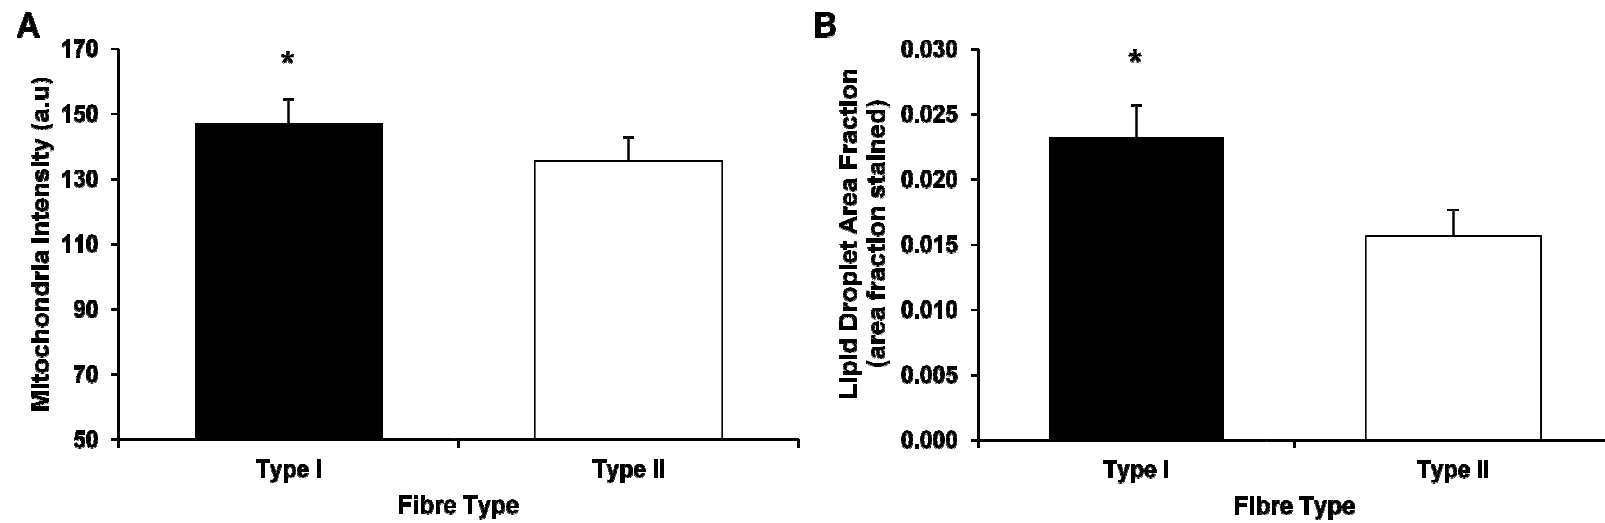 A
170
150
130
110
90
70
50
Mitochondria Intensity (a.u)
*
Type I
Type II
Fibre Type
B
0.030
0.025
0.020
0.015
0.010
0.005
0.000
Lipid Droplet Area Fraction
(area fraction stained)
*
Type I
Type II
Fibre Type